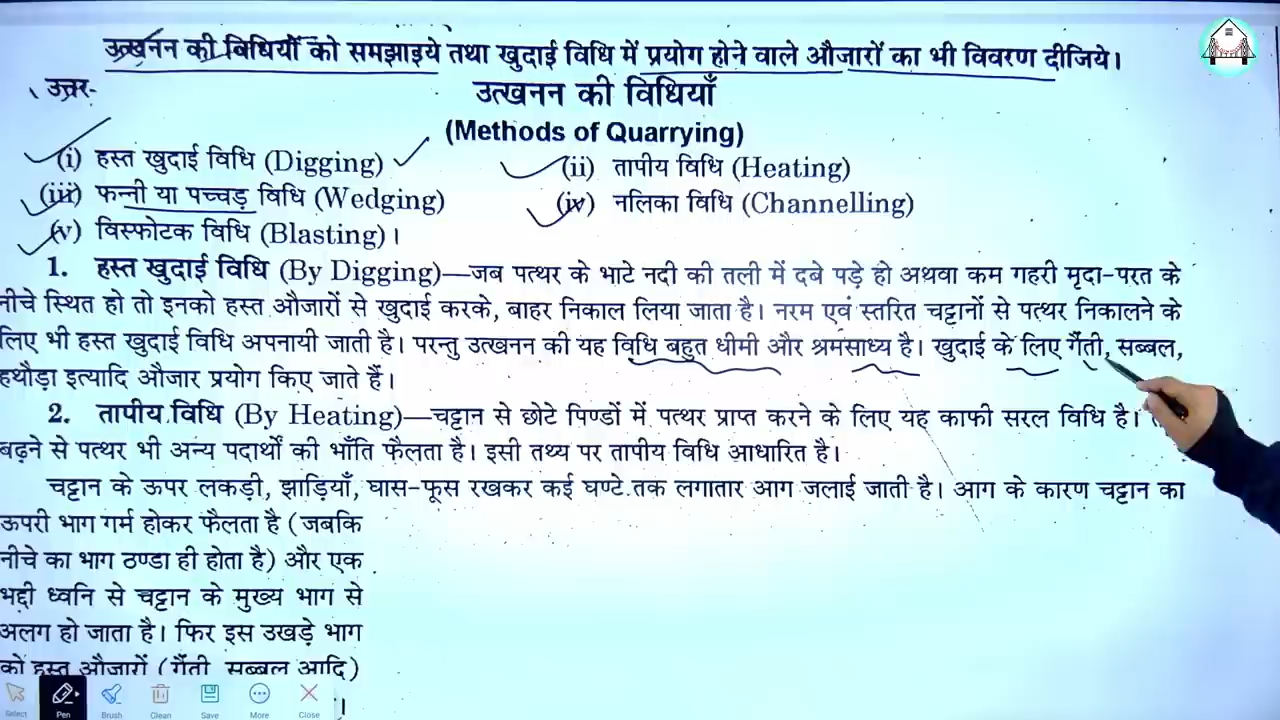 उत्खनन की विधियों को समझाइये तथा खुदाई विधि में प्रयोग होने वाले औजारों का भी विवरण दीजिये।
उत्तर-
उत्खनन की विधियाँ
(Methods of Quarrying)
(i) हस्त खुदाई विधि (Digging) (ii) तापीय विधि (Heating)
(iii) फन्नी या पच्चड़ विधि (Wedging) (iv) नलिका विधि (Channelling)
(v) विस्फोटक विधि (Blasting)।
1. हस्त खुदाई विधि (By Digging)—जब पत्थर के भाटे नदी की तली में दबे पड़े हो अथवा कम गहरी मृदा-परत के
नीचे स्थित हो तो इनको हस्त औजारों से खुदाई करके, बाहर निकाल लिया जाता है। नरम एवं स्तरित चट्टानों से पत्थर निकालने के
लिए भी हस्त खुदाई विधि अपनायी जाती है। परन्तु उत्खनन की यह विधि बहुत धीमी और श्रमसाध्य है। खुदाई के लिए गैंती, सब्बल,
हथौड़ा इत्यादि औजार प्रयोग किए जाते हैं।
2. तापीय विधि (By Heating)—चट्टान से छोटे पिण्डों में पत्थर प्राप्त करने के लिए यह काफी सरल विधि है।
बढ़ने से पत्थर भी अन्य पदार्थों की भाँति फैलता है। इसी तथ्य पर तापीय विधि आधारित है।
चट्टान के ऊपर लकड़ी, झाड़ियाँ, घास-फूस रखकर कई घण्टे तक लगातार आग जलाई जाती है। आग के कारण चट्टान का
ऊपरी भाग गर्म होकर फैलता है (जबकि
नीचे का भाग ठण्डा ही होता है) और एक
भद्दी ध्वनि से चट्टान के मुख्य भाग से
अलग हो जाता है। फिर इस उखड़े भाग
को हस्त औजारों (गैंती, सब्बल आदि)
Select Pen Brush Clean Save More Close